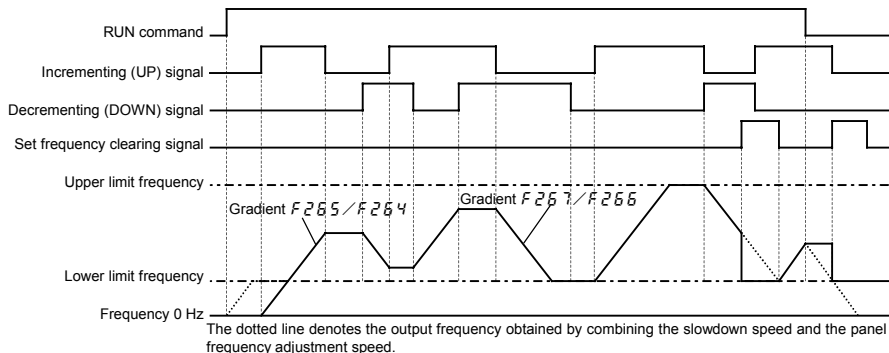 RUN command
Incrementing (UP) signal
Decrementing (DOWN) signal
Set frequency clearing signal
Upper limit frequency
Gradient F265/F264
Gradient F267/F266
Lower limit frequency
Frequency 0 Hz
The dotted line denotes the output frequency obtained by combining the slowdown speed and the panel
frequency adjustment speed.